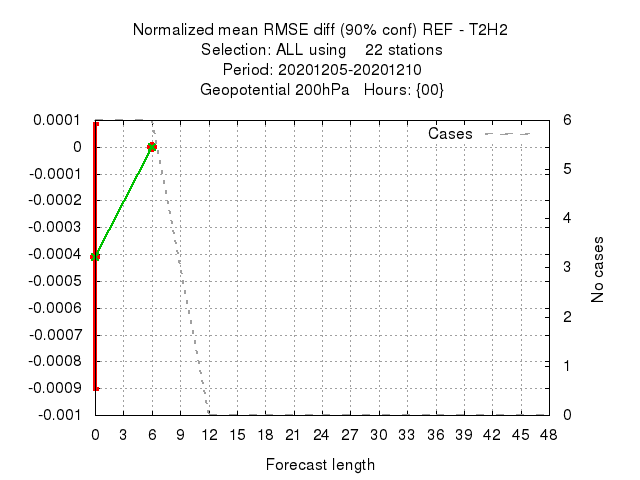 Normalized mean RMSE diff (90% conf) REF - T2H2
Selection: ALL using    22 stations
Period: 20201205-20201210
Geopotential 200hPa   Hours: {00}
Cases
0.0001
0
-0.0001
-0.0002
-0.0003
-0.0004
-0.0005
-0.0006
-0.0007
-0.0008
-0.0009
-0.001
6
5
4
3
2
1
0
No cases
0 3 6 9 12 15 18 21 24 27 30 33 36 39 42 45 48
Forecast length